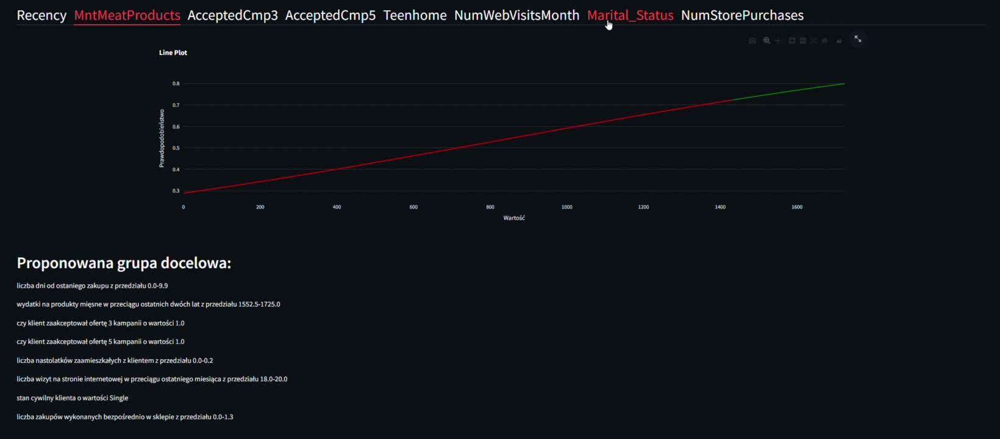 Recency MntMeatProducts AcceptedCmp3 AcceptedCmp5 Teenhome NumWebVisitsMonth Marital_Status NumStorePurchases
Line Plot
0.8
0.7
0.6
0.5
0.4
0.3
Prawdopodobieństwo
0 200 400 600 800 1000 1200 1400 1600
Wartość
Proponowana grupa docelowa:
liczba dni od ostaniego zakupu z przedziału 0.0-9.9
wydatki na produkty mięsne w przeciągu ostatnich dwóch lat z przedziału 1552.5-1725.0
czy klient zaakceptował ofertę 3 kampanii o wartości 1.0
czy klient zaakceptował ofertę 5 kampanii o wartości 1.0
liczba nastolatków zaamieszkałych z klientem z przedziału 0.0-0.2
liczba wizyt na stronie internetowej w przeciągu ostatniego miesiąca z przedziału 18.0-20.0
stan cywilny klienta o wartości Single
liczba zakupów wykonanych bezpośrednio w sklepie z przedziału 0.0-1.3